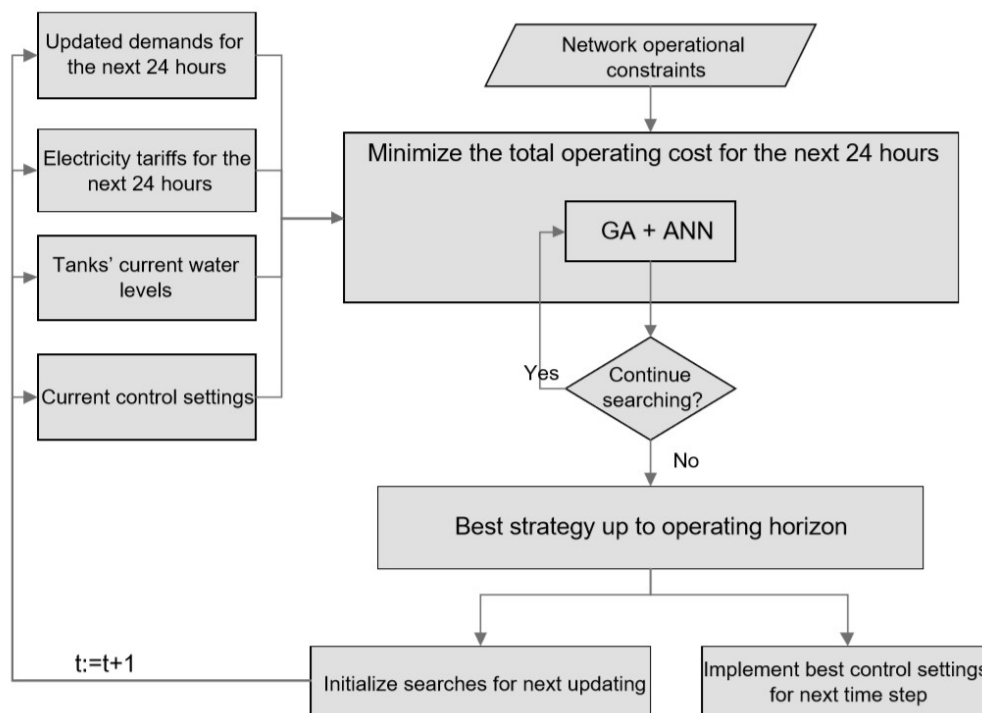 Updated demands for
the next 24 hours
Electricity tariffs for the
next 24 hours
Tanks’ current water
levels
Current control settings
Network operational
constraints
Minimize the total operating cost for the next 24 hours
GA + ANN
Yes
Continue
searching?
No
Best strategy up to operating horizon
t:=t+1
Initialize searches for next updating
Implement best control settings
for next time step